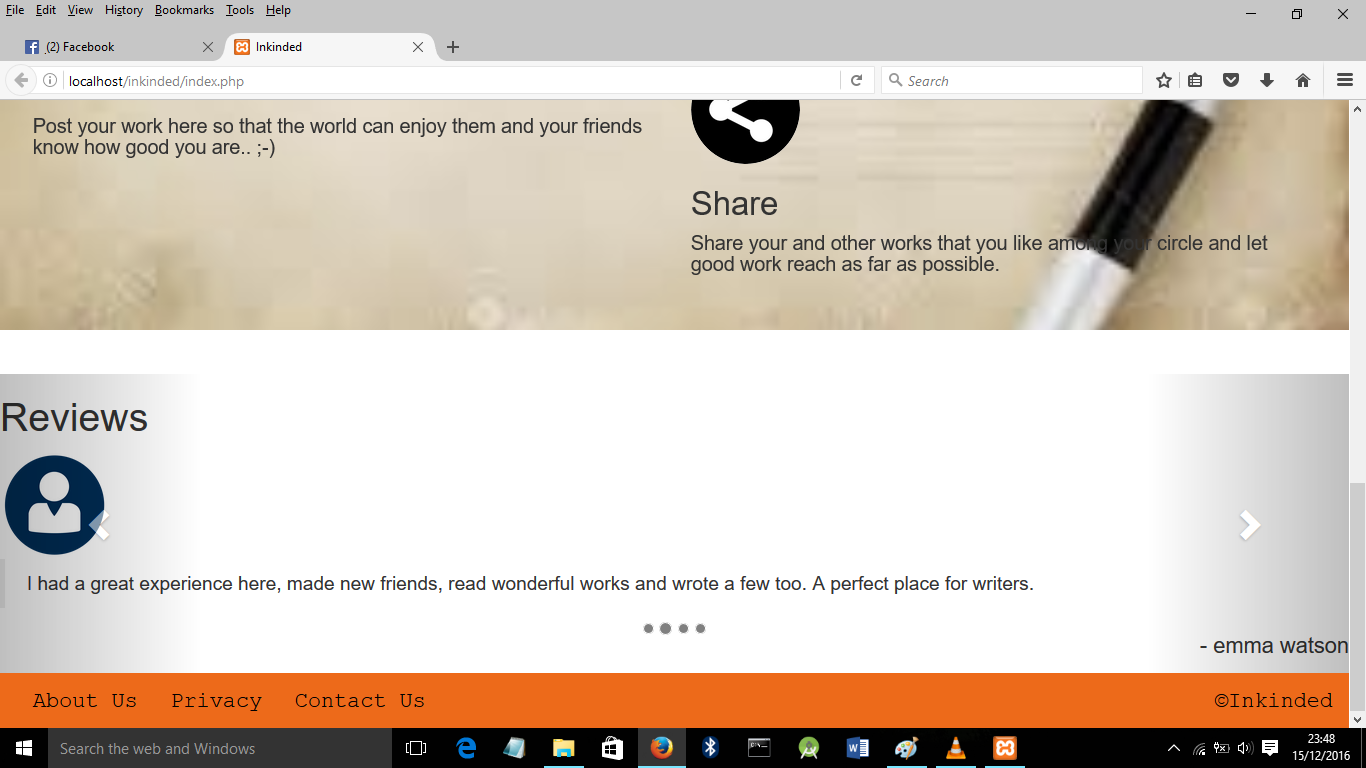 File Edit View History Bookmarks Tools Help
(2) Facebook
Inkinded
localhost/inkinded/index.php
Search
Post your work here so that the world can enjoy them and your friends
know how good you are.. ;-)
Share
Share your and other works that you like among your circle and let
good work reach as far as possible.
Reviews
I had a great experience here, made new friends, read wonderful works and wrote a few too. A perfect place for writers.
- emma watson
About Us Privacy Contact Us ©Inkinded
Search the web and Windows
23:48
15/12/2016